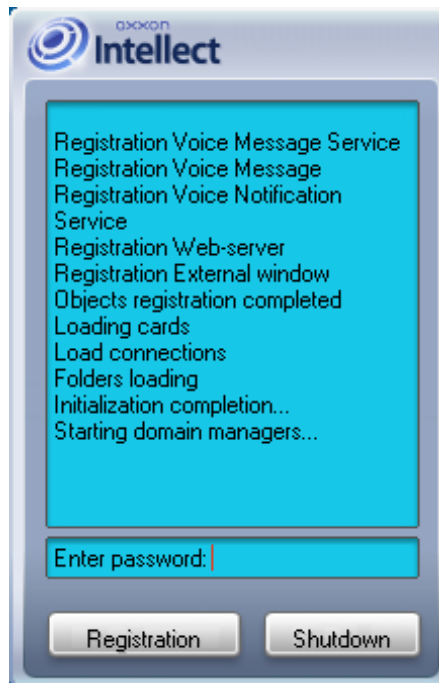 oxxon
Intellect
Registration Voice Message Service
Registration Voice Message
Registration Voice Notification
Service
Registration Web-server
Registration External window
Objects registration completed
Loading cards
Load connections
Folders loading
Initialization completion...
Starting domain managers...
Enter password:
Registration
Shutdown